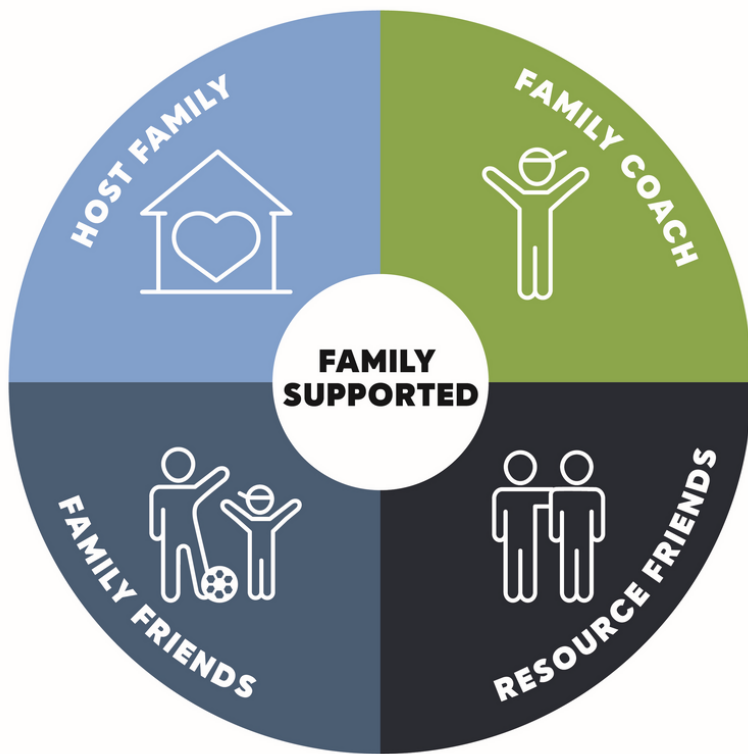 HOST FAMILY
FAMILY COACH
FAMILY
SUPPORTED
FAMILY FRIENDS
RESOURCE FRIENDS